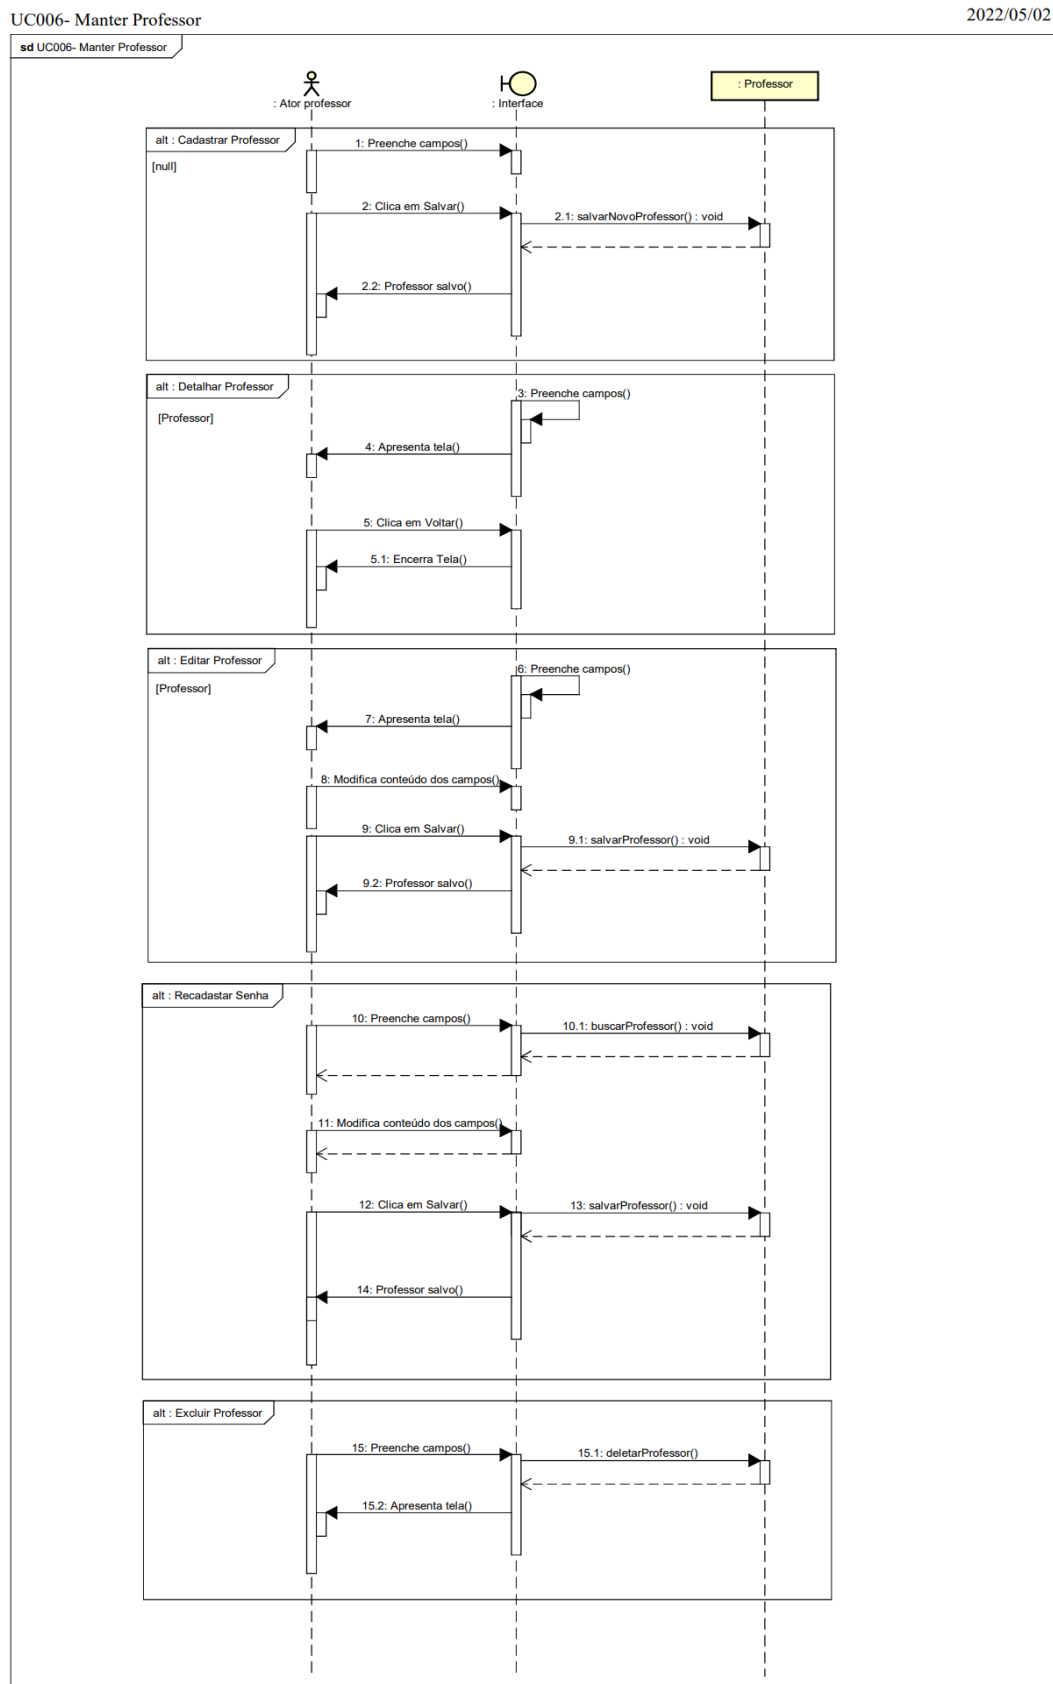 UC006- Manter Professor
2022/05/02
sd UC006- Manter Professor
: Ator professor
: Interface
: Professor
alt : Cadastrar Professor
[null]
1: Preenche campos()
2: Clica em Salvar()
2.1: salvarNovoProfessor() : void
2.2: Professor salvo()
alt : Detalhar Professor
[Professor]
3: Preenche campos()
4: Apresenta tela()
5: Clica em Voltar()
5.1: Encerra Tela()
alt : Editar Professor
[Professor]
6: Preenche campos()
7: Apresenta tela()
8: Modifica conteúdo dos campos()
9: Clica em Salvar()
9.1: salvarProfessor() : void
9.2: Professor salvo()
alt : Recadastar Senha
10: Preenche campos()
10.1: buscarProfessor() : void
11: Modifica conteúdo dos campos()
12: Clica em Salvar()
13: salvarProfessor() : void
14: Professor salvo()
alt : Excluir Professor
15: Preenche campos()
15.1: deletarProfessor()
15.2: Apresenta tela()